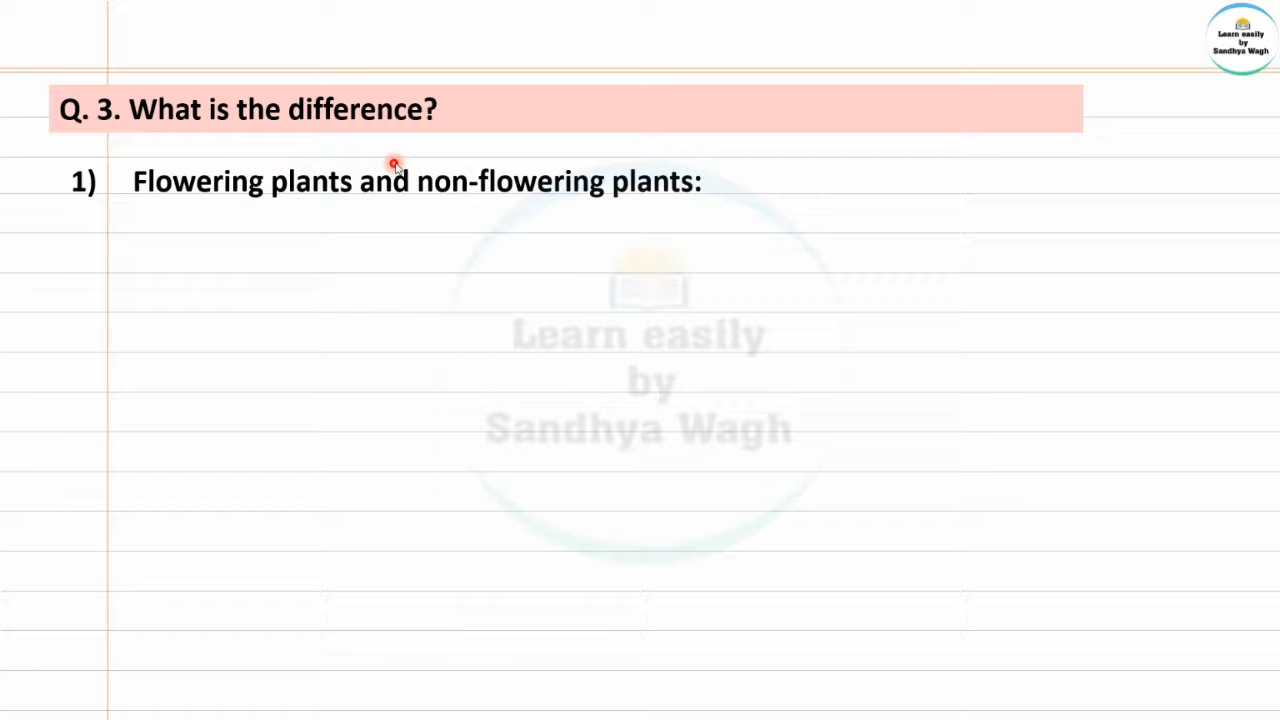 Learn easily
by
Sandhya Wagh
Q. 3. What is the difference?
1) Flowering plants and non-flowering plants:
Learn easily
by
Sandhya Wagh